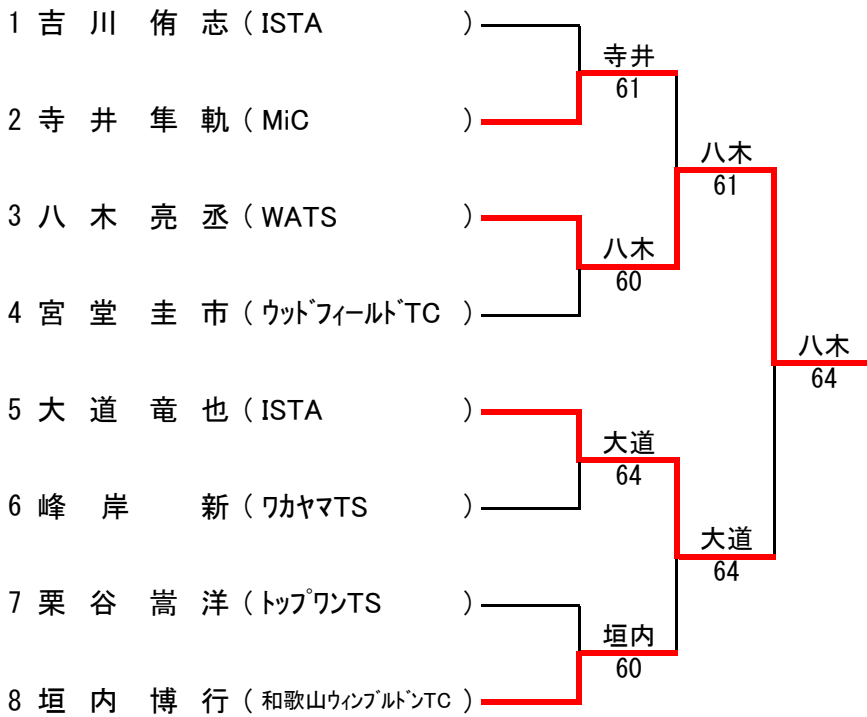 1 吉 川 侑 志 ( ISTA )
寺井
61
2 寺 井 隼 軌 ( MiC )
八木
61
3 八 木 亮 丞 ( WATS )
八木
60
4 宮 堂 圭 市 ( ウッドフィールドTC )
八木
64
5 大 道 竜 也 ( ISTA )
大道
64
6 峰 岸 新 ( ワカヤマTS )
大道
64
7 栗 谷 嵩 洋 ( トップワンTS )
垣内
60
8 垣 内 博 行 ( 和歌山ウィンブルドンTC )